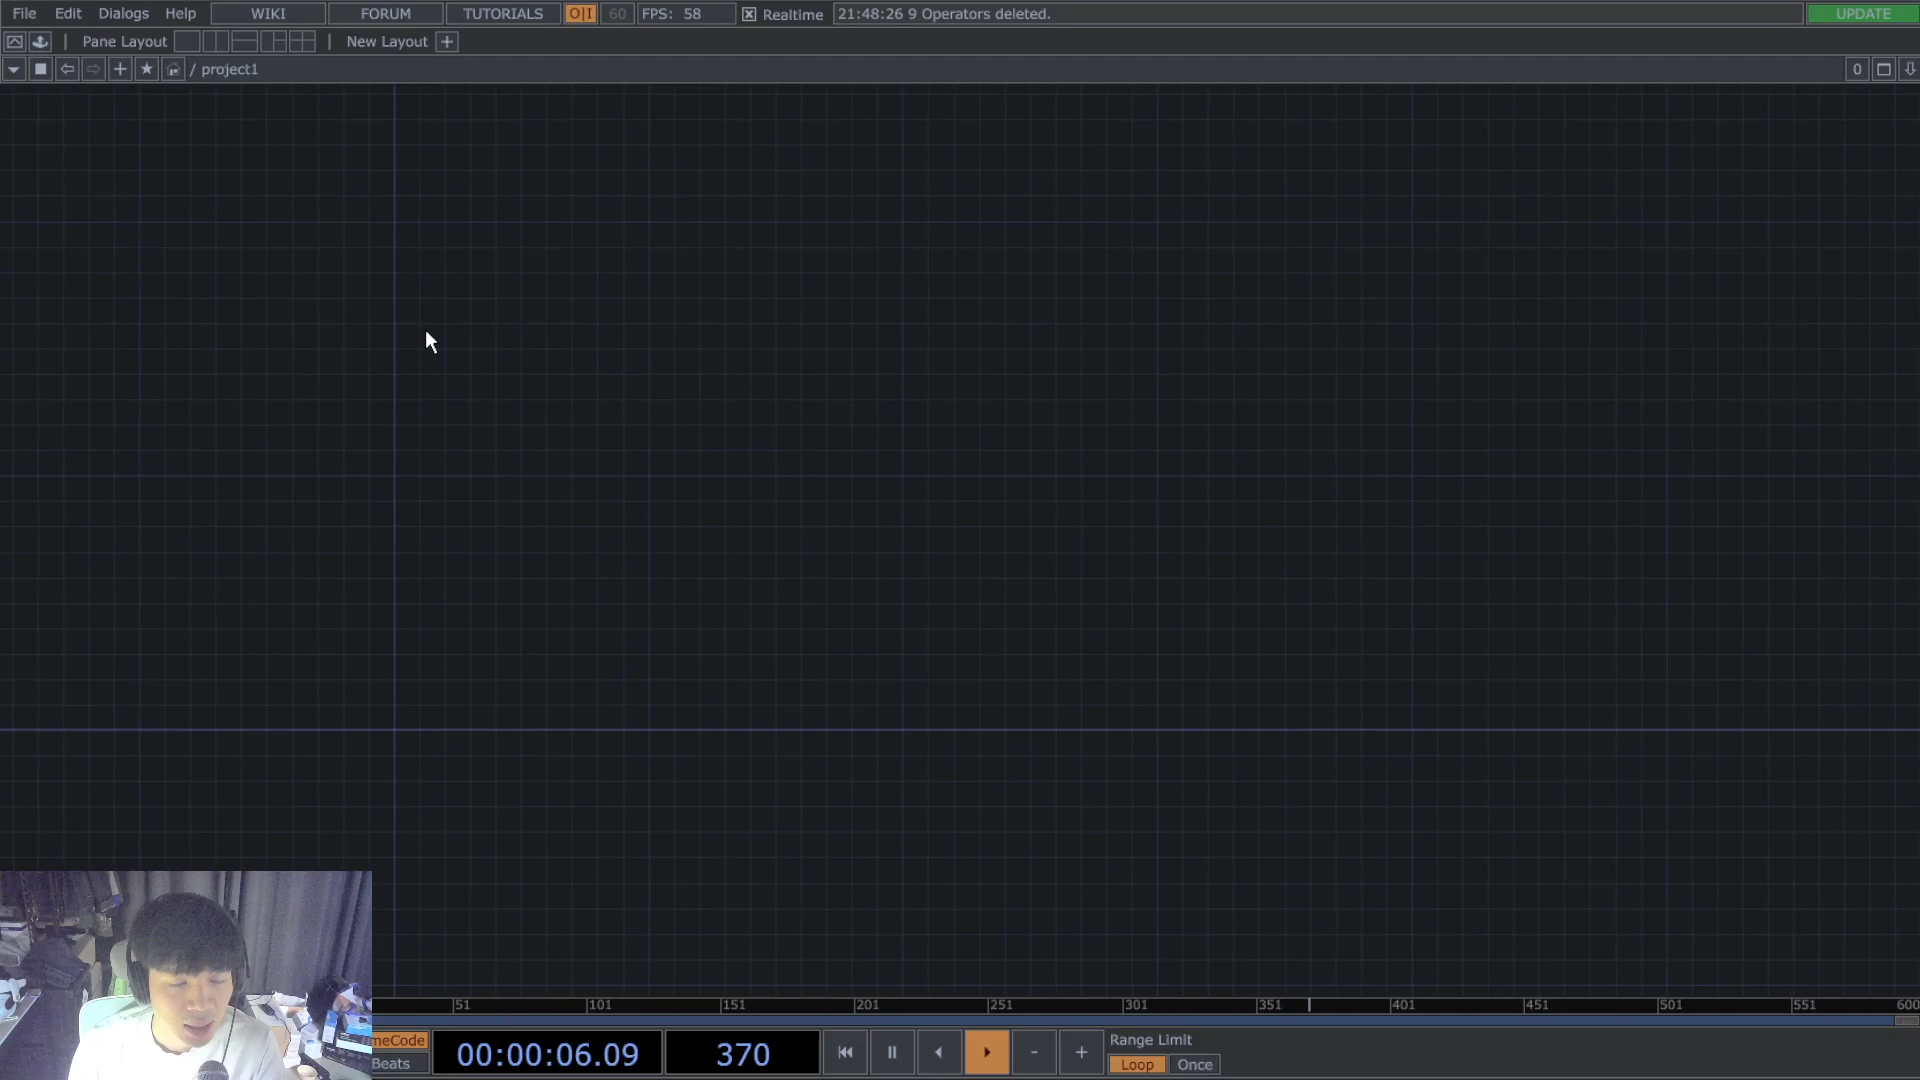 File Edit Dialogs Help WIKI FORUM TUTORIALS O|I 60 FPS: 58 Realtime 21:48:26 9 Operators deleted. UPDATE
Pane Layout | New Layout +
/ project1 0
51 101 151 201 251 301 351 401 451 501 551 600
meCode 00:00:06.09 370 - + Range Limit
Beats Loop Once